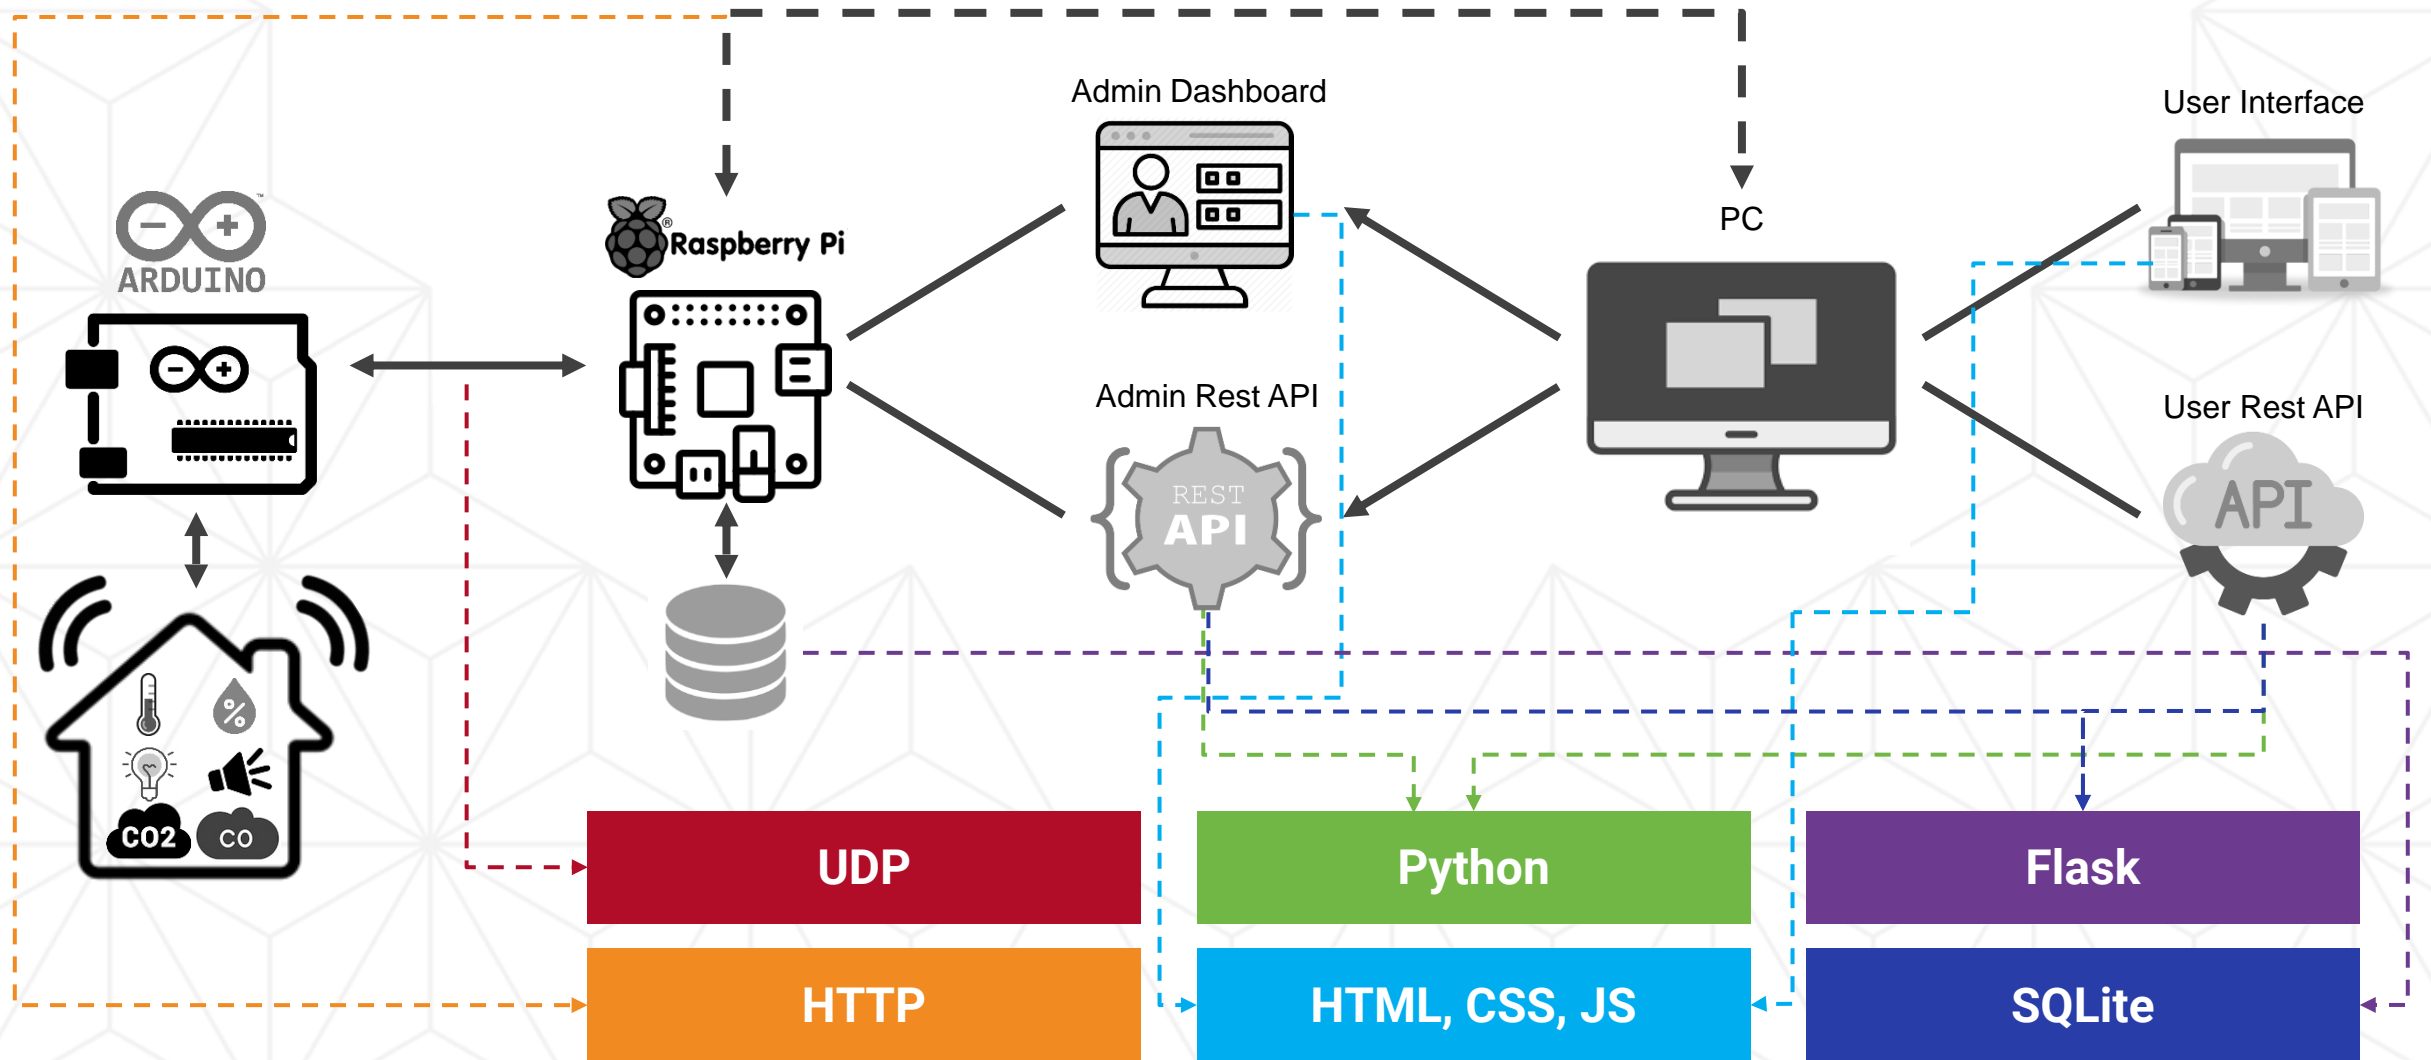 Admin Dashboard
User Interface
PC
™
ARDUINO
®
Raspberry Pi
Admin Rest API
User Rest API
REST
API
API
%
CO2
CO
UDP
Python
Flask
HTTP
HTML, CSS, JS
SQLite